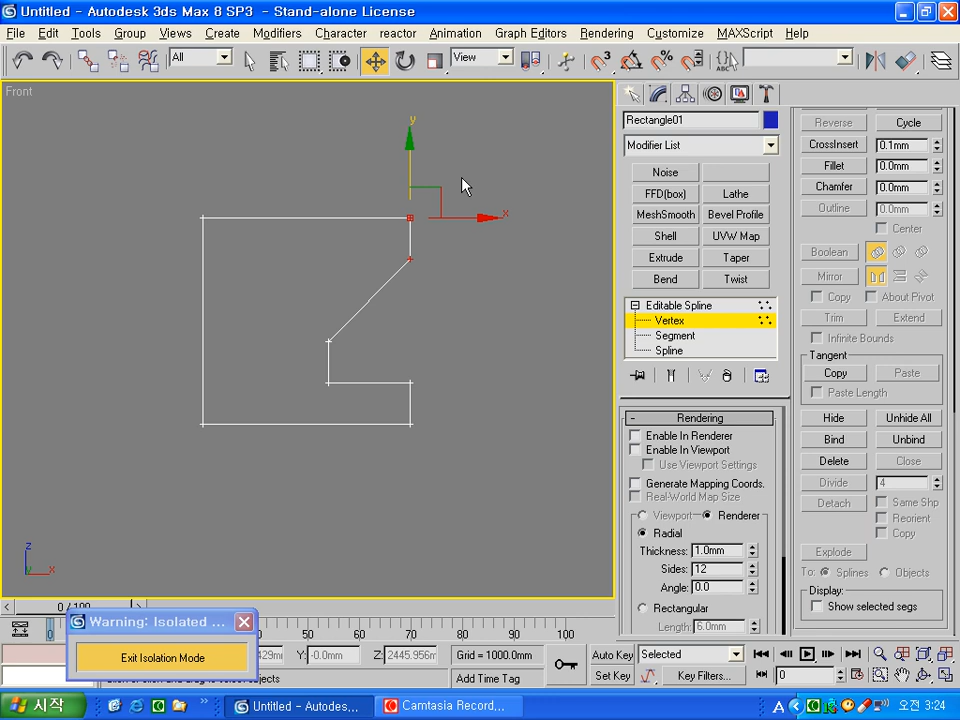 Untitled - Autodesk 3ds Max 8 SP3 - Stand-alone License
File Edit Tools Group Views Create Modifiers Character reactor Animation Graph Editors Rendering Customize MAXScript Help
All View
Front
y
x
z
x
Rectangle01
Modifier List
Noise
FFD(box) Lathe
MeshSmooth Bevel Profile
Shell UVW Map
Extrude Taper
Bend Twist
Editable Spline
Vertex
Segment
Spline
Rendering
Enable In Renderer
Enable In Viewport
Use Viewport Settings
Generate Mapping Coords.
Real-World Map Size
Viewport Renderer
Radial
Thickness: 1.0mm
Sides: 12
Angle: 0.0
Rectangular
Length: 6.0mm
Reverse Cycle
CrossInsert 0.1mm
Fillet 0.0mm
Chamfer 0.0mm
Outline 0.0mm
Center
Boolean
Mirror
Copy About Pivot
Trim Extend
Infinite Bounds
Tangent
Copy Paste
Paste Length
Hide Unhide All
Bind Unbind
Delete Close
Divide 4
Detach Same Shp
Reorient
Copy
Explode
To: Splines Objects
Display:
Show selected segs
0 / 100
Warning: Isolated ...
Exit Isolation Mode
50 60 70 80 90 100
Y: -0.0mm Z: 2445.956m Grid = 1000.0mm
Add Time Tag
Auto Key Selected
Set Key Key Filters... 0
시작 Untitled - Autodes... Camtasia Record... A 오전 3:24